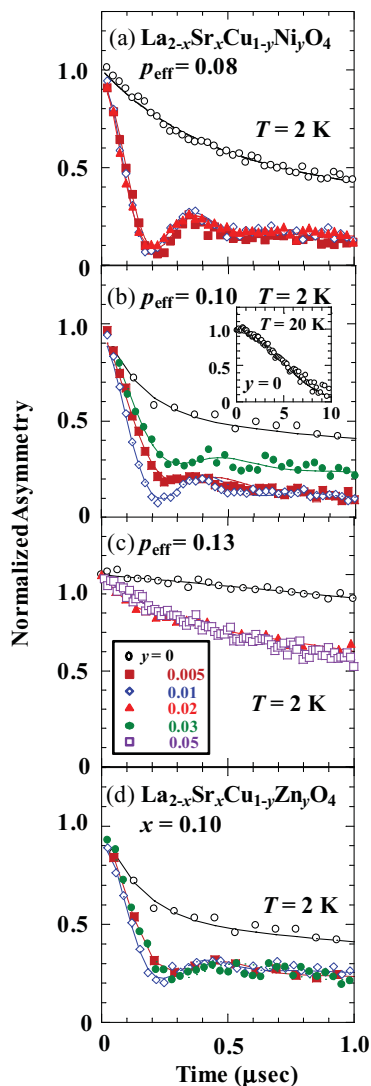 (a) La2-xSrxCu1-yNiyO4
peff = 0.08
T = 2 K
1.0
0.5
0
(b) peff = 0.10 T = 2 K
1.0
0.5
0
T = 20 K
y = 0
1.0
0.5
0.0
0 5 10
(c) peff = 0.13
1.0
0.5
0
y = 0
0.005
0.01
0.02
0.03
0.05
T = 2 K
(d) La2-xSrxCu1-yZnyO4
x = 0.10
T = 2 K
1.0
0.5
0
0 0.5 1.0
Time (μsec)
Normalized Asymmetry